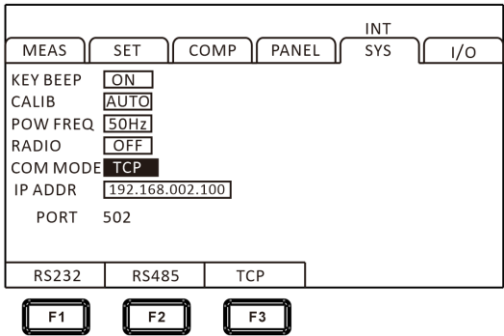 INT
MEAS SET COMP PANEL SYS I/O
KEY BEEP ON
CALIB AUTO
POW FREQ 50Hz
RADIO OFF
COM MODE TCP
IP ADDR 192.168.002.100
PORT 502
RS232 RS485 TCP
F1 F2 F3